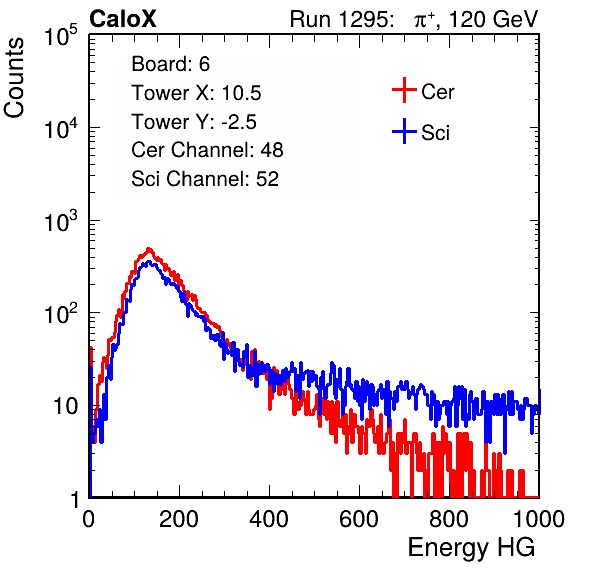 CaloX Run 1295: π⁺, 120 GeV
Counts
10⁵
10⁴
10³
10²
10
1
Board: 6
Tower X: 10.5
Tower Y: -2.5
Cer Channel: 48
Sci Channel: 52
Cer
Sci
0 200 400 600 800 1000
Energy HG